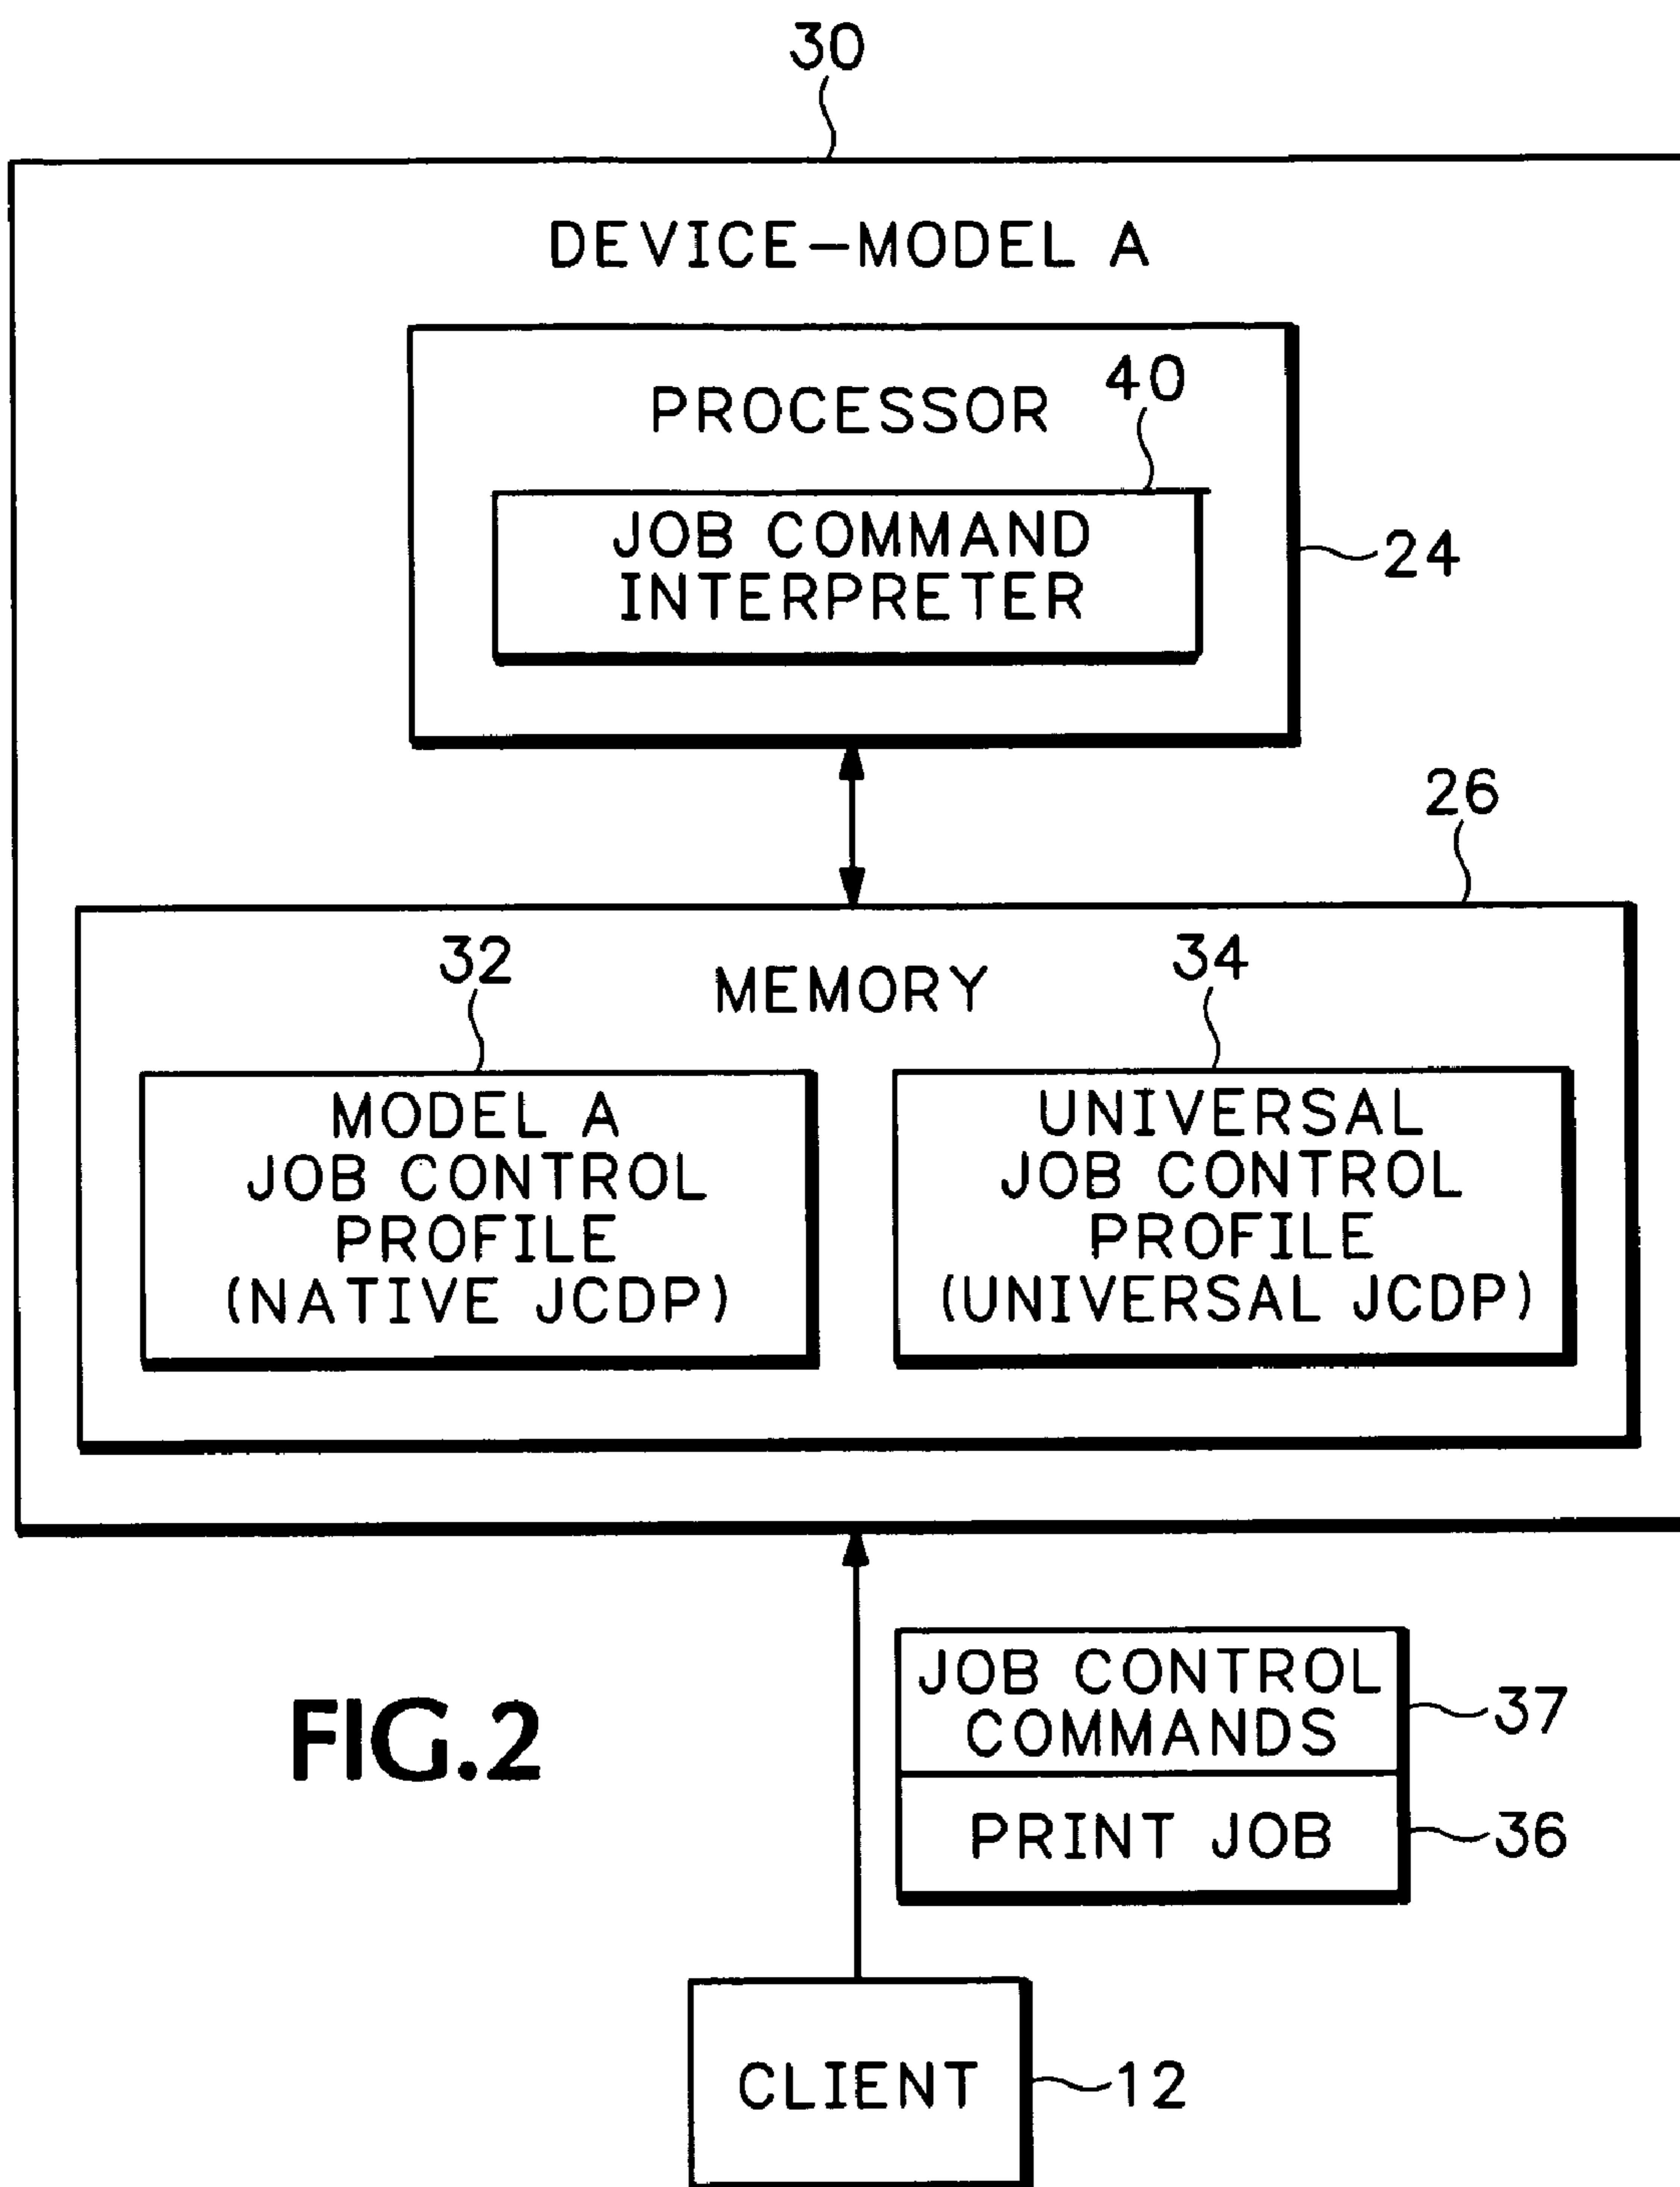 30
DEVICE-MODEL A
40
PROCESSOR
JOB COMMAND
INTERPRETER
24
26
32
34
MEMORY
MODEL A
JOB CONTROL
PROFILE
(NATIVE JCDP)
UNIVERSAL
JOB CONTROL
PROFILE
(UNIVERSAL JCDP)
JOB CONTROL
COMMANDS
37
FIG.2
PRINT JOB
36
CLIENT
12